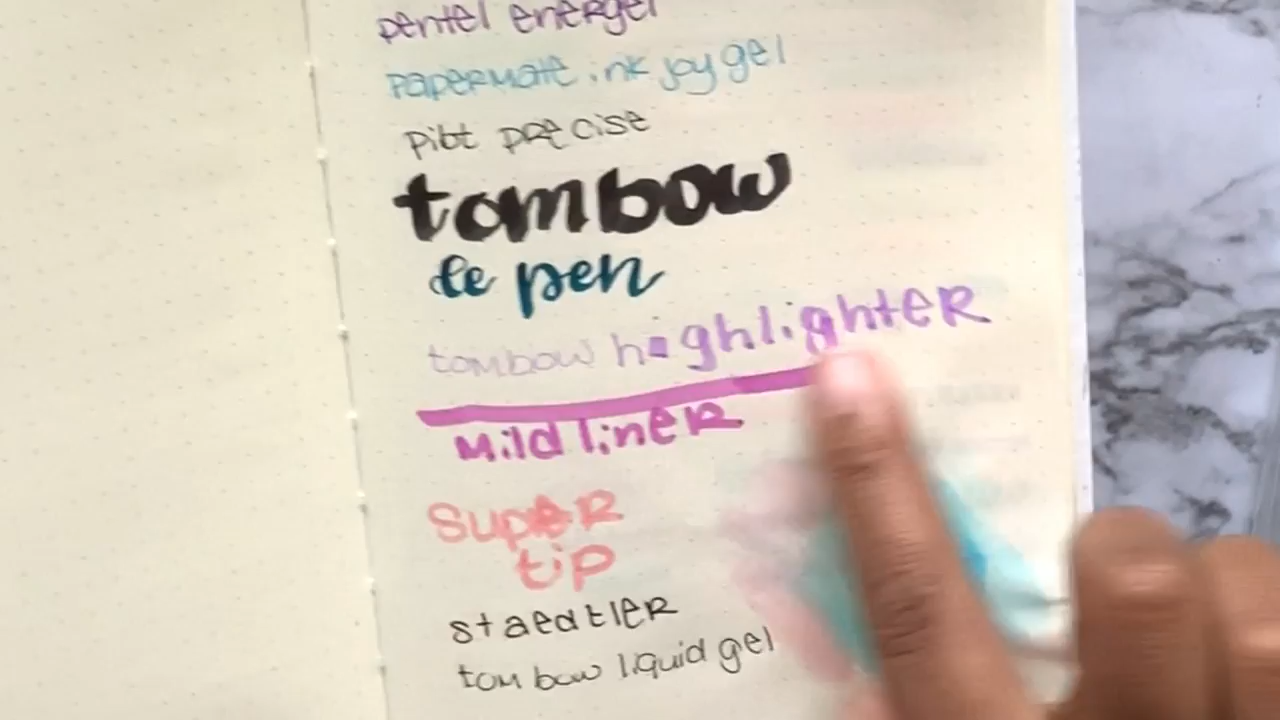 pentel energel
papermate ink joy gel
pilot precise
tombow
le pen
tombow highlighter
Mildliner
Super
tip
staedtler
tombow liquid gel